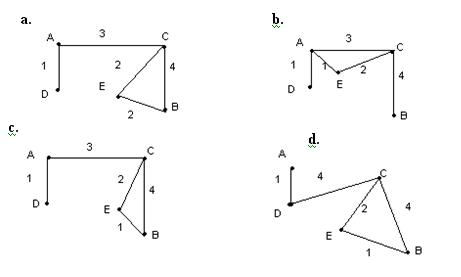 a.
A 3 C
1 2 4
D E
2 B
b.
A 3 C
1 1 2 4
D E
B
c.
A 3 C
1 2 4
D E
1 B
d.
A
1 4 C
D 2 4
E
1 B